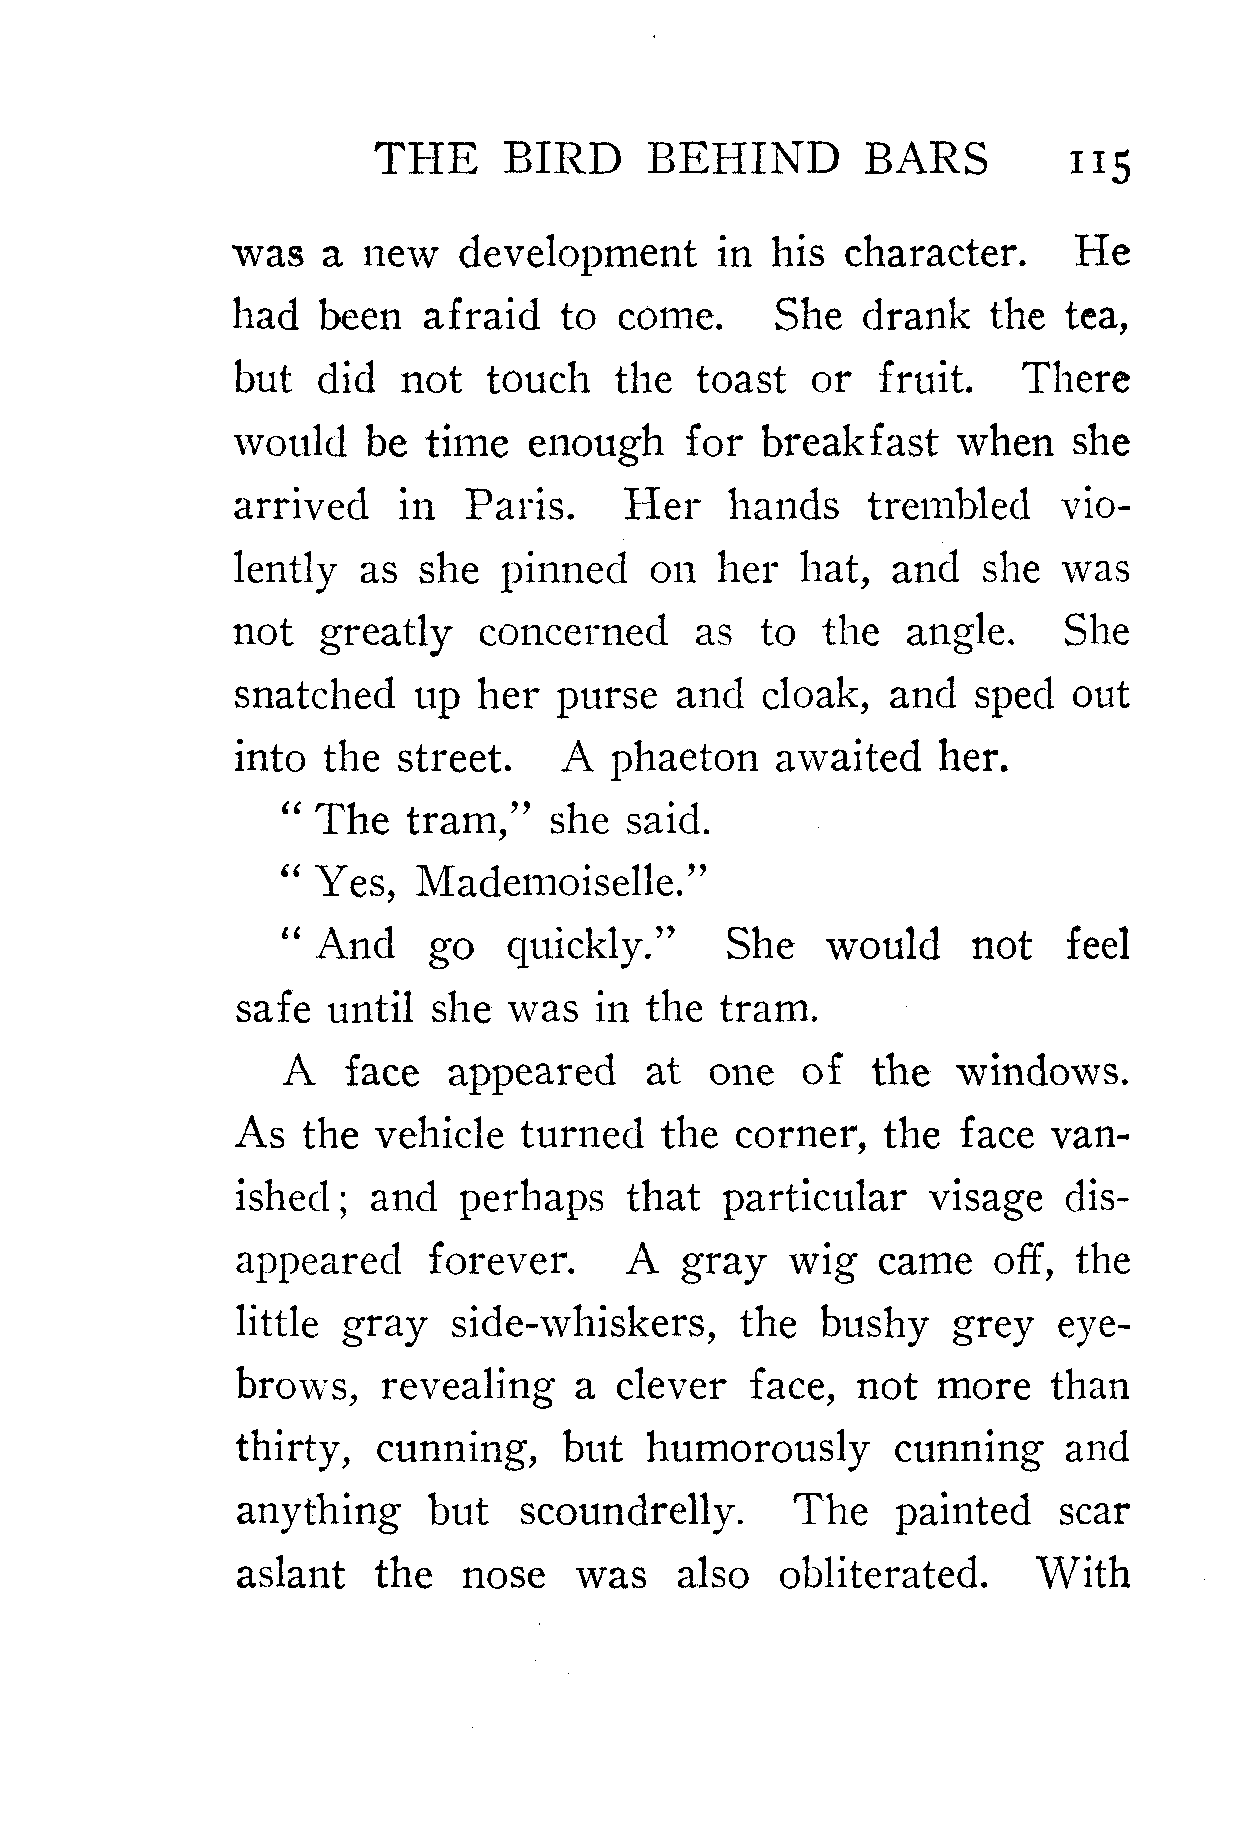 THE BIRD BEHIND BARS 115
was a new development in his character. He
had been afraid to come. She drank the tea,
but did not touch the toast or fruit. There
would be time enough for breakfast when she
arrived in Paris. Her hands trembled vio-
lently as she pinned on her hat, and she was
not greatly concerned as to the angle. She
snatched up her purse and cloak, and sped out
into the street. A phaeton awaited her.
“ The tram,” she said.
“ Yes, Mademoiselle.”
“ And go quickly.” She would not feel
safe until she was in the tram.
A face appeared at one of the windows.
As the vehicle turned the corner, the face van-
ished; and perhaps that particular visage dis-
appeared forever. A gray wig came off, the
little gray side-whiskers, the bushy grey eye-
brows, revealing a clever face, not more than
thirty, cunning, but humorously cunning and
anything but scoundrelly. The painted scar
aslant the nose was also obliterated. With